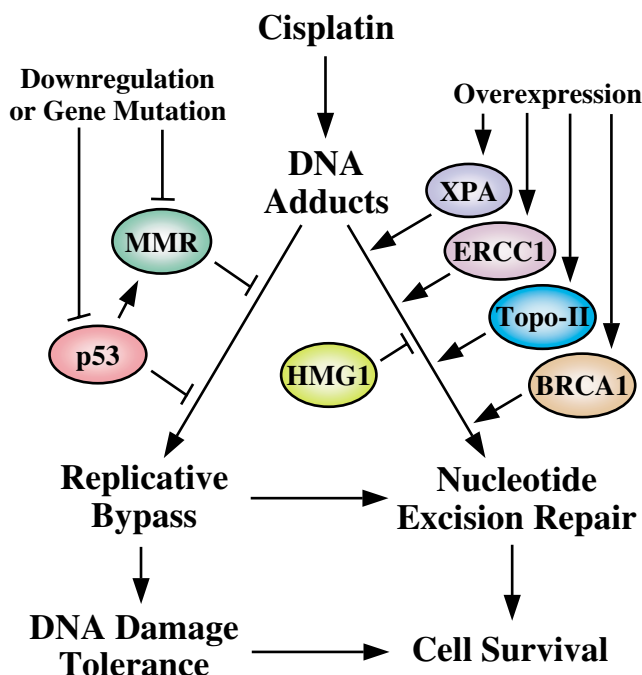 Cisplatin
Downregulation
or Gene Mutation
Overexpression
DNA
Adducts
XPA
MMR
ERCC1
Topo-II
p53
HMG1
BRCA1
Replicative
Bypass
Nucleotide
Excision Repair
DNA Damage
Tolerance
Cell Survival